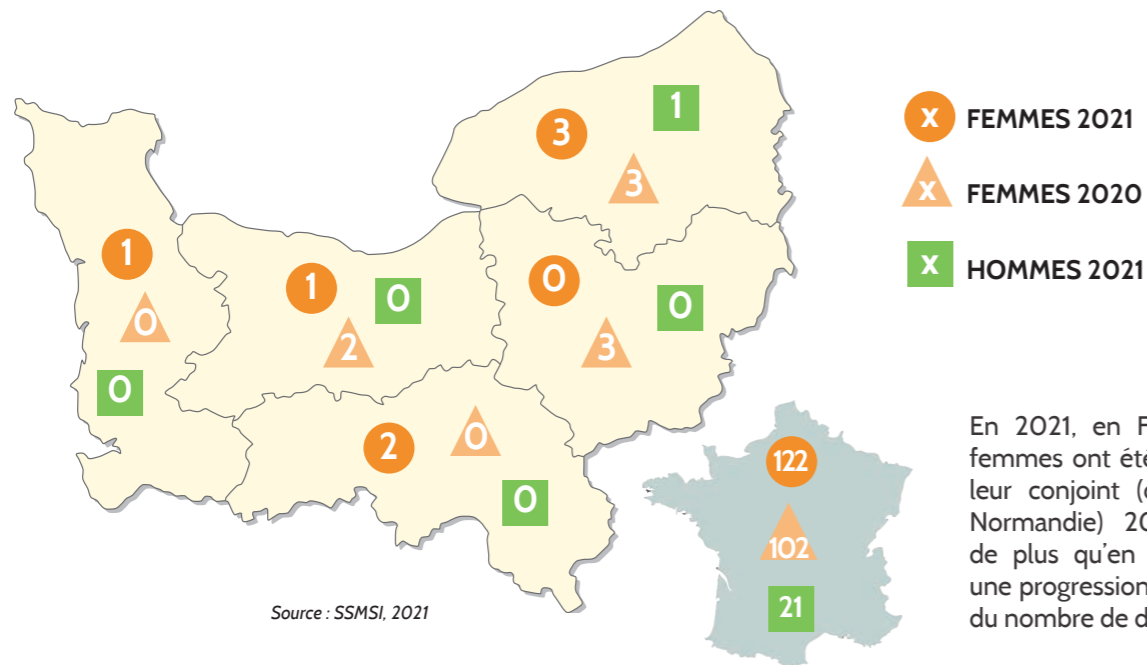 1
3
3
x FEMMES 2021
x FEMMES 2020
x HOMMES 2021
1
0
0
1
0
2
0
0
3
2
0
0
122
102
21
En 2021, en
femmes ont
leur conjoint
Normandie)
de plus qu'en
une progression
du nombre de
Source : SSMSI, 2021